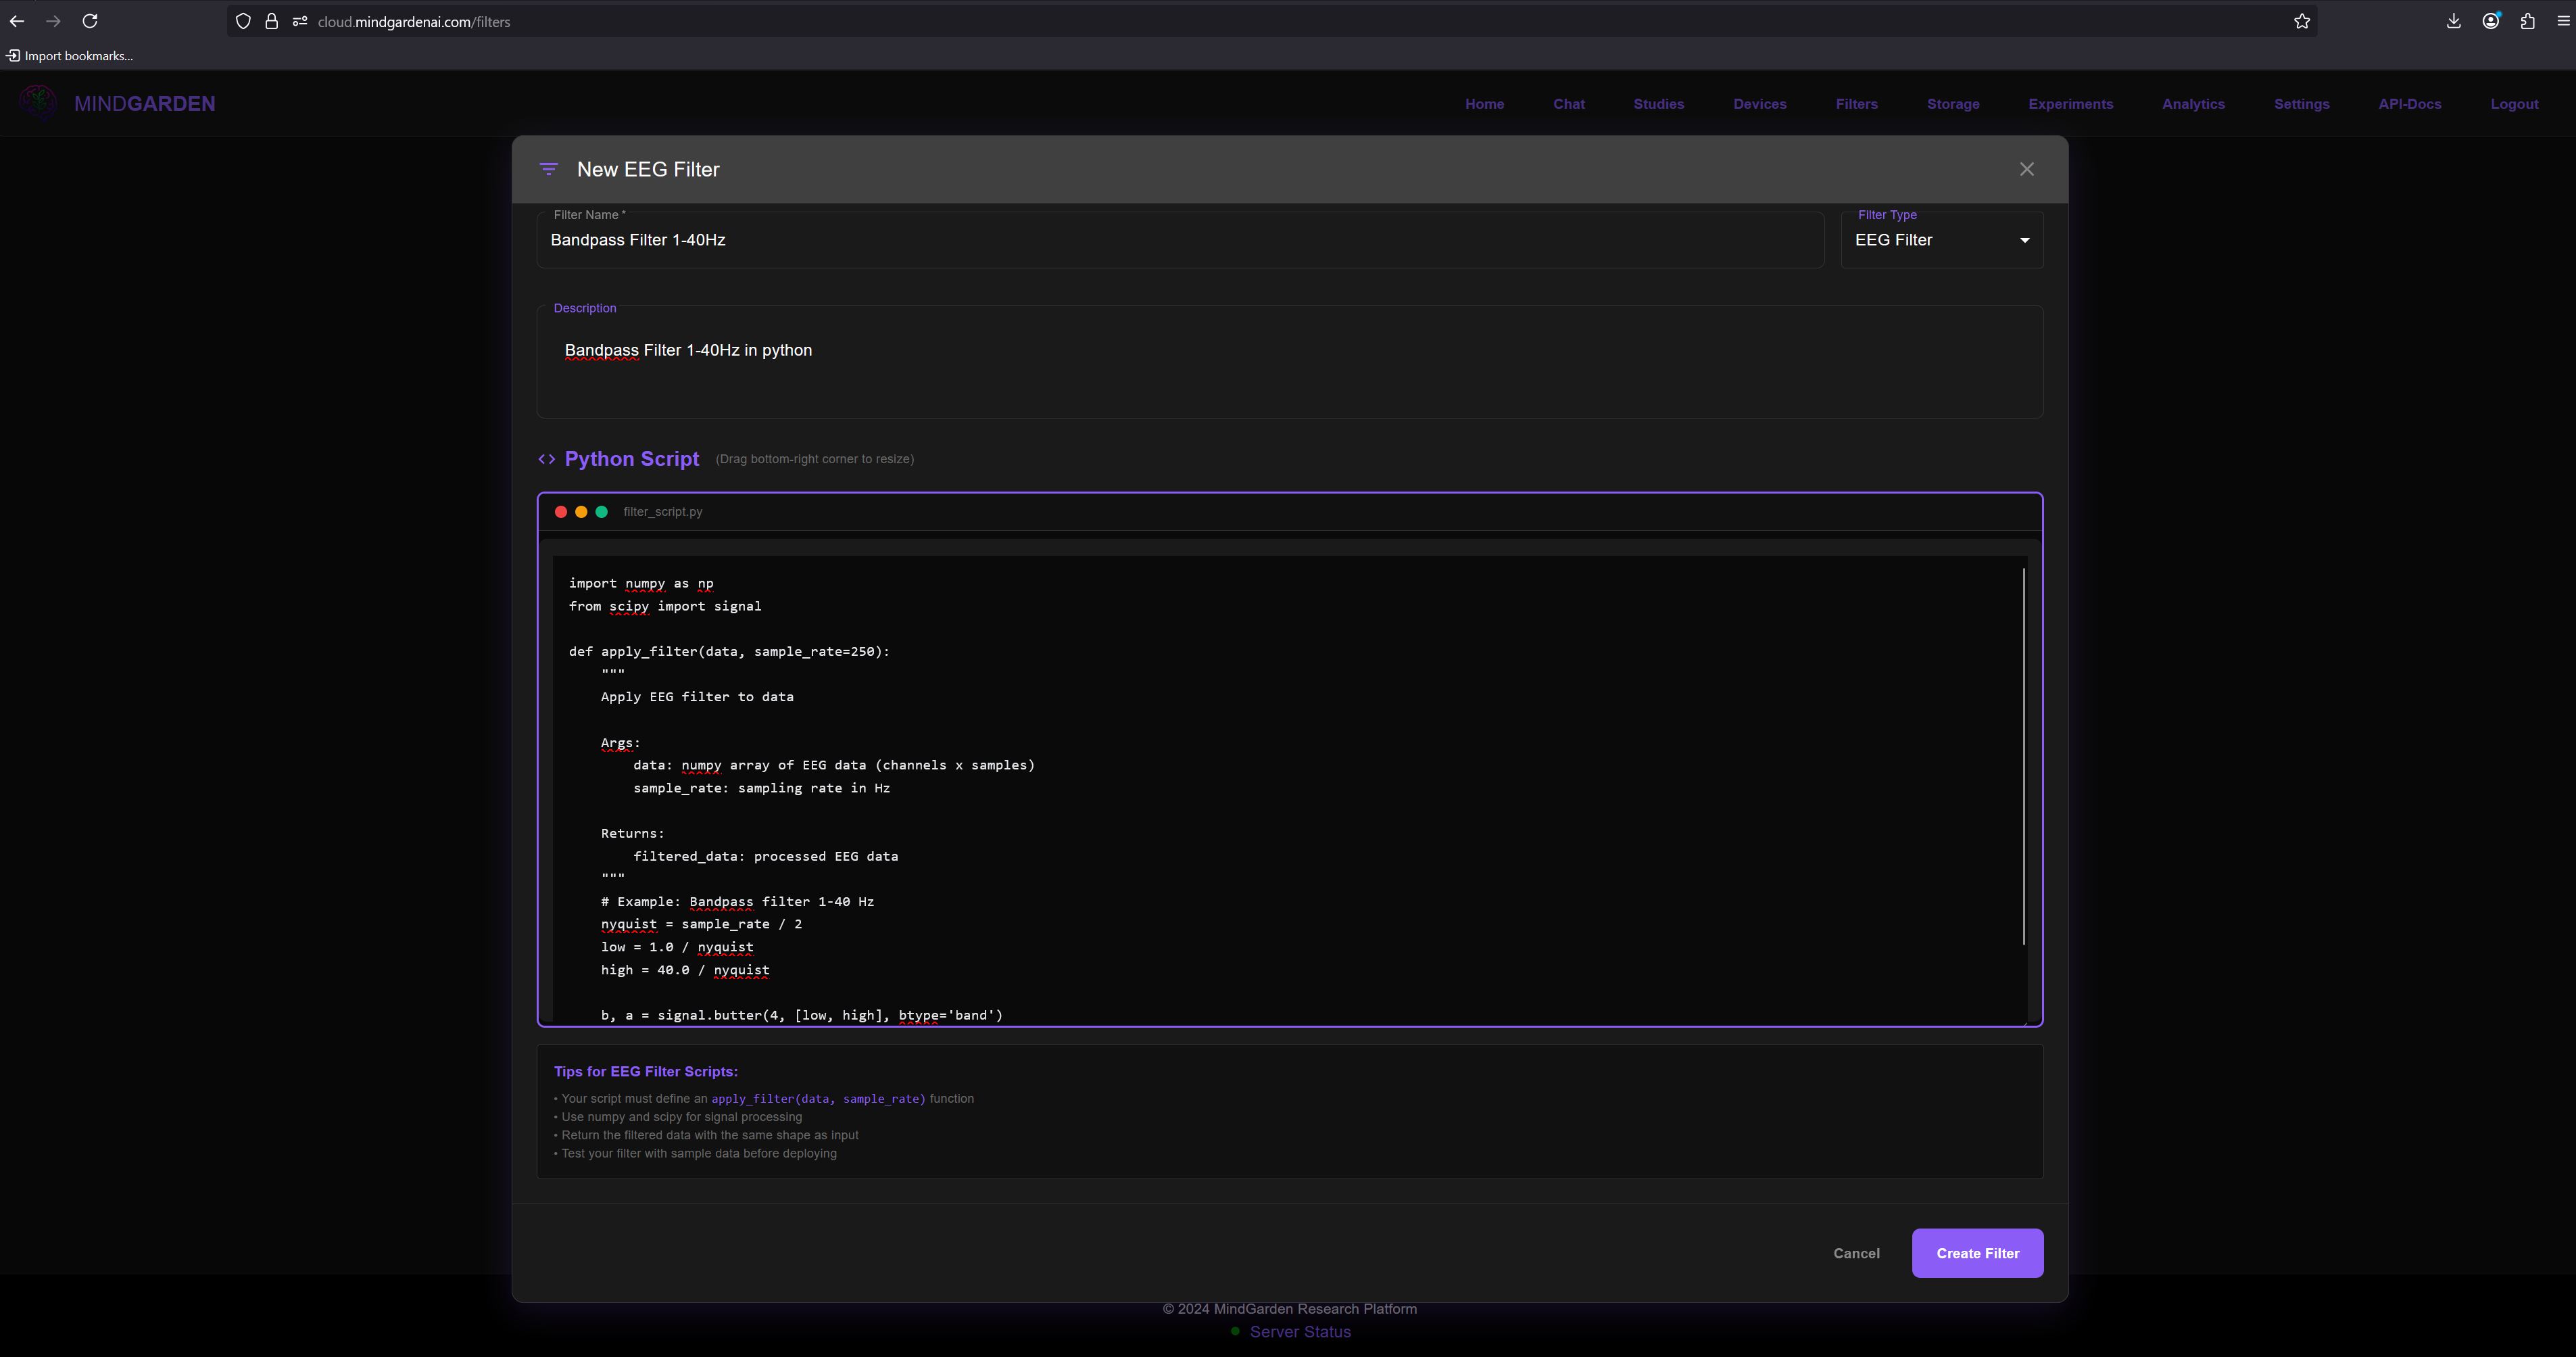 cloud.mindgardenai.com/filters
Import bookmarks...
MINDGARDEN
Home Chat Studies Devices Filters Storage Experiments Analytics Settings API-Docs Logout
New EEG Filter
Filter Name *
Bandpass Filter 1-40Hz
Filter Type
EEG Filter
Description
Bandpass Filter 1-40Hz in python
<> Python Script (Drag bottom-right corner to resize)
filter_script.py
import numpy as np
from scipy import signal
def apply_filter(data, sample_rate=250):
    """
    Apply EEG filter to data
    Args:
        data: numpy array of EEG data (channels x samples)
        sample_rate: sampling rate in Hz
    Returns:
        filtered_data: processed EEG data
    """
    # Example: Bandpass filter 1-40 Hz
    nyquist = sample_rate / 2
    low = 1.0 / nyquist
    high = 40.0 / nyquist
    b, a = signal.butter(4, [low, high], btype='band')
Tips for EEG Filter Scripts:
• Your script must define an apply_filter(data, sample_rate) function
• Use numpy and scipy for signal processing
• Return the filtered data with the same shape as input
• Test your filter with sample data before deploying
Cancel
Create Filter
© 2024 MindGarden Research Platform
Server Status